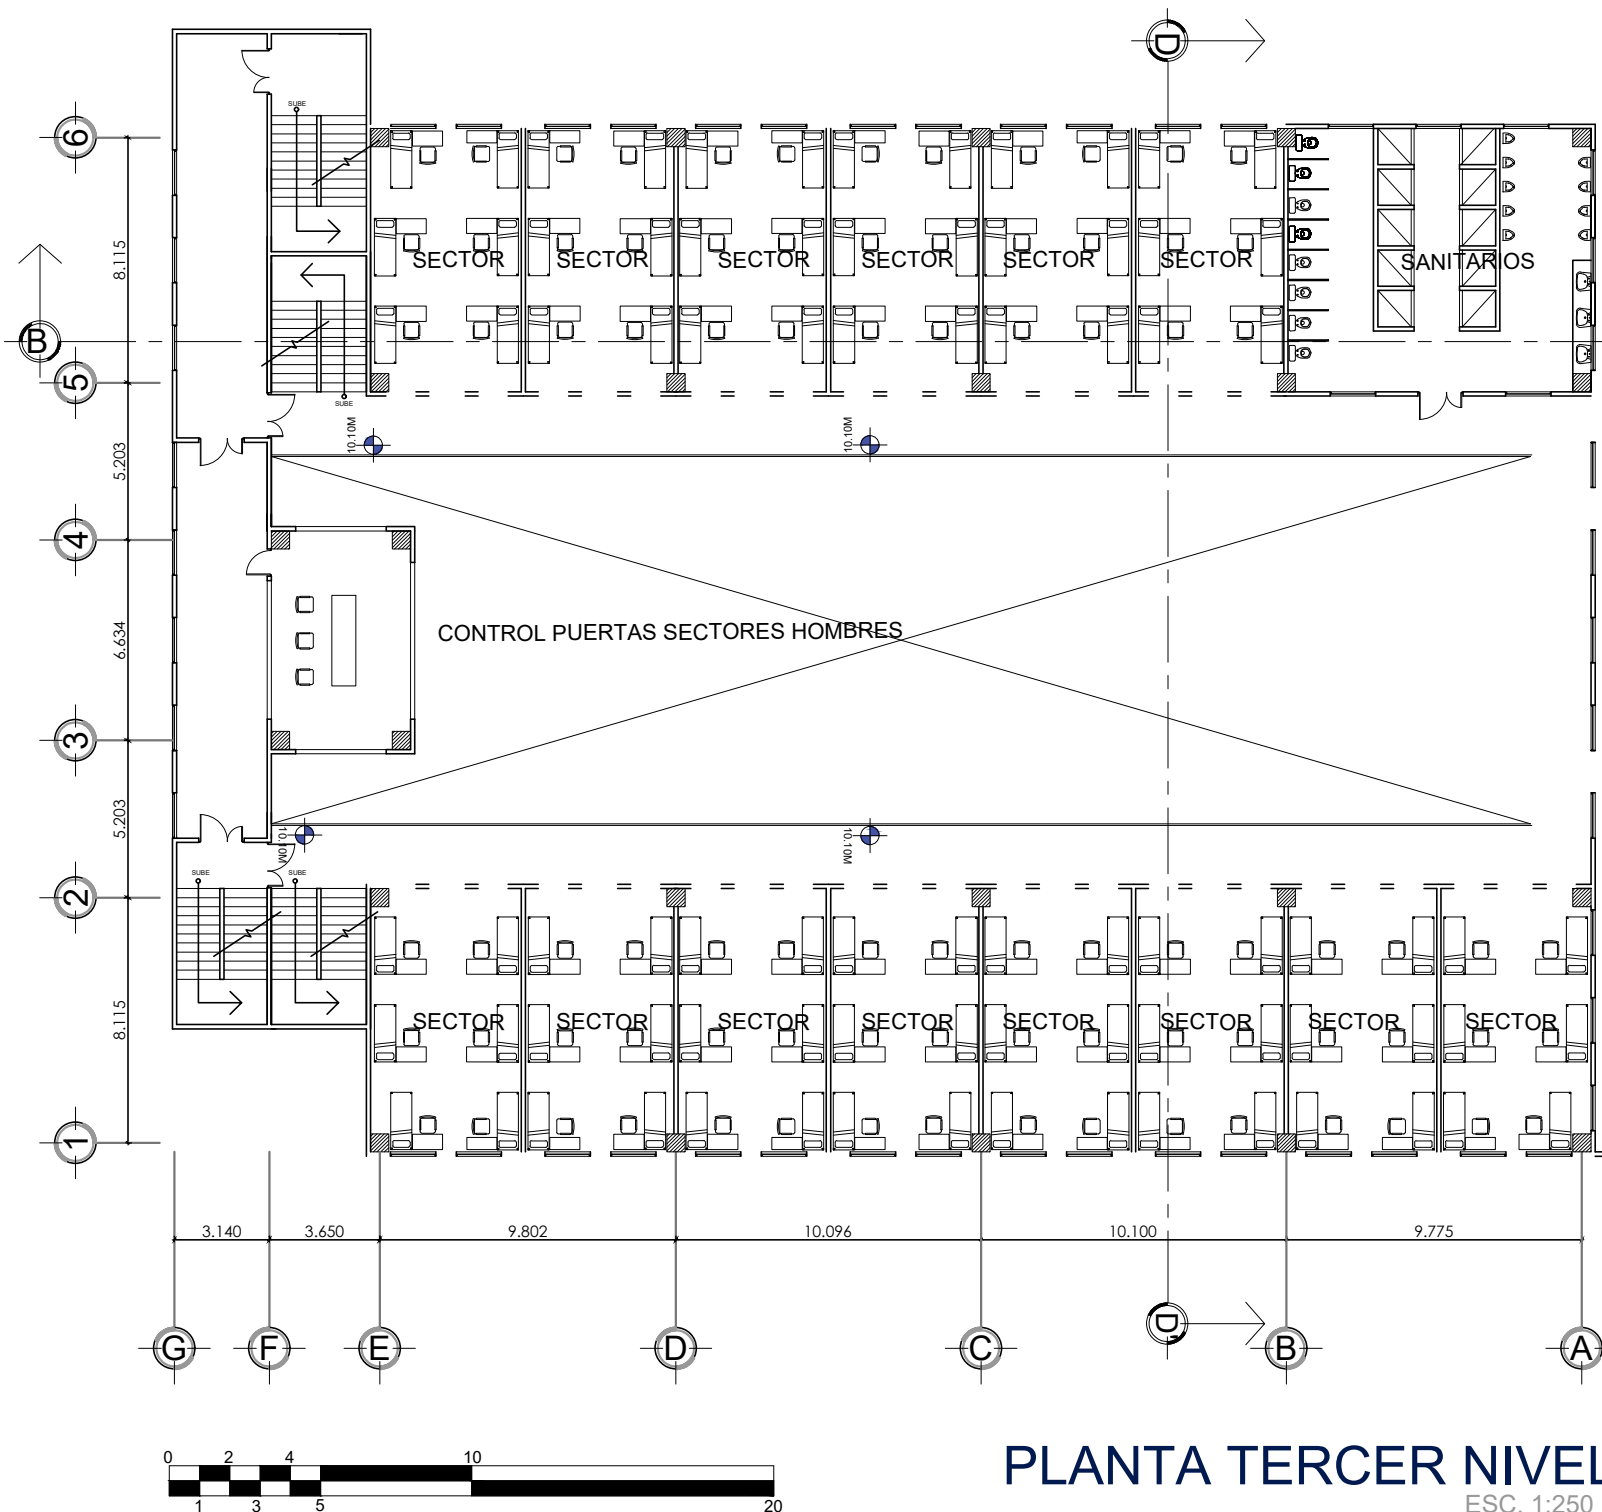 D
6
SUBE
8.115
SECTOR SECTOR SECTOR SECTOR SECTOR SECTOR SANITARIOS
B
5
SUBE
10.10M 10.10M
5.203
4
6.634
CONTROL PUERTAS SECTORES HOMBRES
3
5.203
10.10M 10.10M
SUBE SUBE
2
8.115
SECTOR SECTOR SECTOR SECTOR SECTOR SECTOR SECTOR SECTOR
1
3.140 3.650 9.802 10.096 10.100 9.775
D'
G F E D C B A
0 2 4 10
1 3 5 20
PLANTA TERCER NIVEL
ESC. 1:250